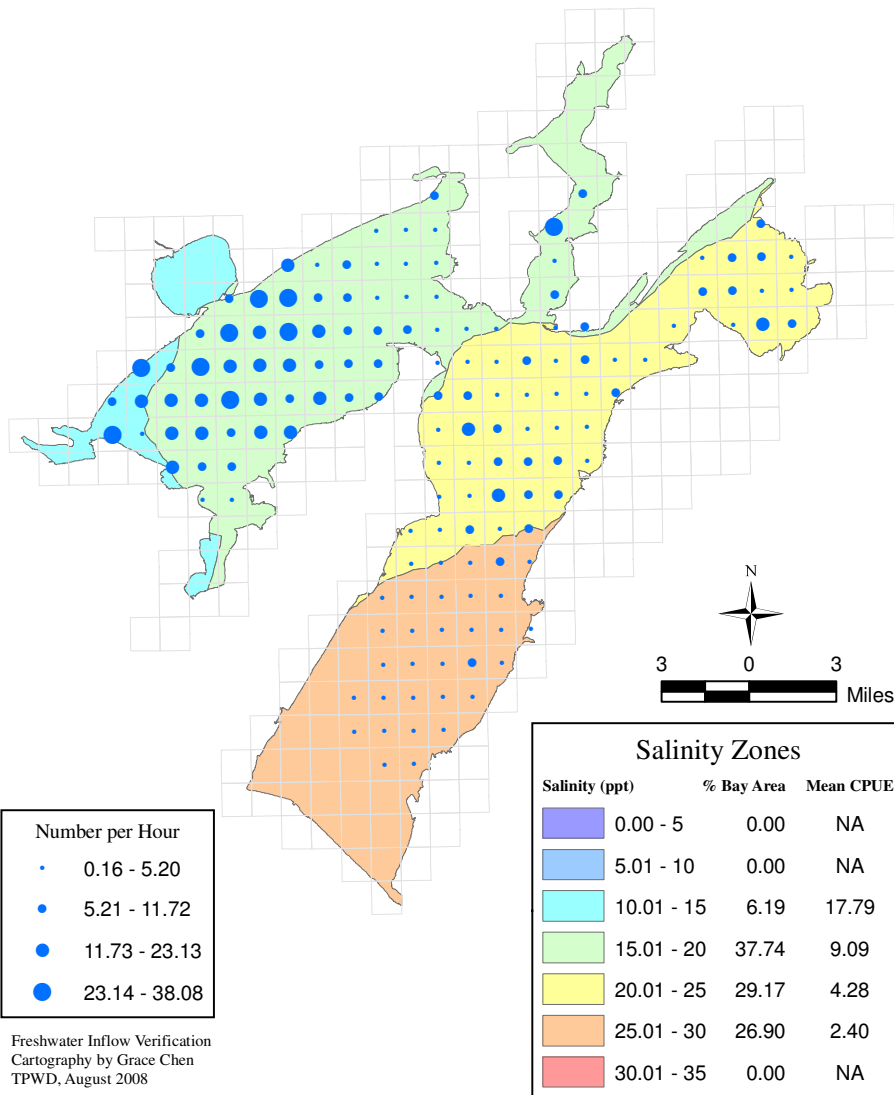 N
3 0 3
Miles
Salinity Zones
Salinity (ppt) % Bay Area Mean CPUE
0.00 - 5 0.00 NA
5.01 - 10 0.00 NA
10.01 - 15 6.19 17.79
15.01 - 20 37.74 9.09
20.01 - 25 29.17 4.28
25.01 - 30 26.90 2.40
30.01 - 35 0.00 NA
Number per Hour
0.16 - 5.20
5.21 - 11.72
11.73 - 23.13
23.14 - 38.08
Freshwater Inflow Verification
Cartography by Grace Chen
TPWD, August 2008